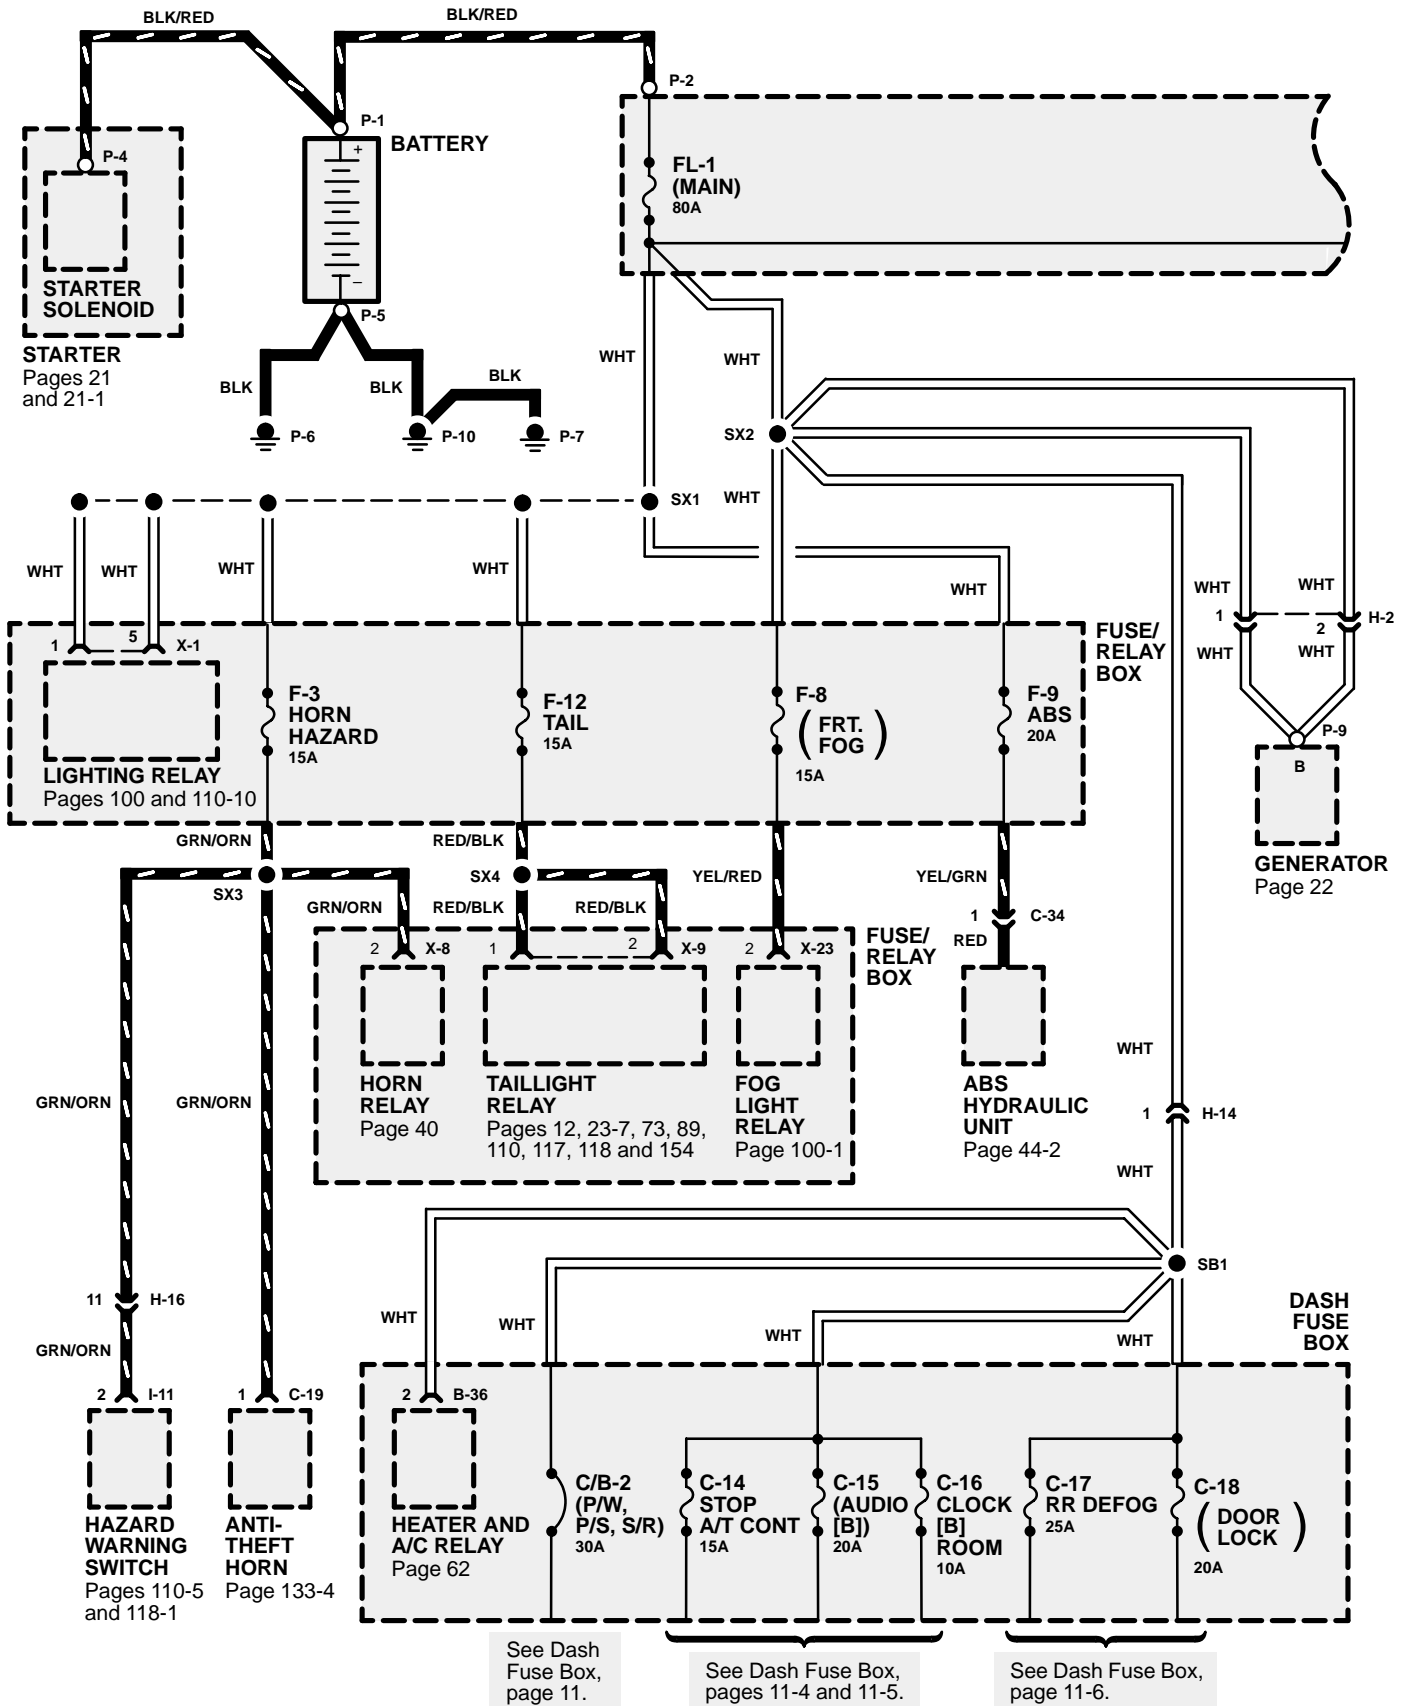 BLK/RED
BLK/RED
P-2
P-1
BATTERY
+
−
P-4
STARTER
SOLENOID
STARTER
Pages 21
and 21-1
FL-1
(MAIN)
80A
P-5
BLK
BLK
BLK
P-6
P-10
P-7
WHT
WHT
SX2
SX1
WHT
WHT
WHT
WHT
WHT
WHT
WHT
WHT
1
2
H-2
WHT
WHT
P-9
B
GENERATOR
Page 22
FUSE/
RELAY
BOX
1
5
X-1
LIGHTING RELAY
Pages 100 and 110-10
F-3
HORN
HAZARD
15A
F-12
TAIL
15A
F-8
(FRT.
FOG)
15A
F-9
ABS
20A
GRN/ORN
RED/BLK
SX3
SX4
YEL/RED
YEL/GRN
GRN/ORN
RED/BLK
RED/BLK
1
C-34
RED
FUSE/
RELAY
BOX
2
X-8
1
2
X-9
2
X-23
HORN
RELAY
Page 40
TAILLIGHT
RELAY
Pages 12, 23-7, 73, 89,
110, 117, 118 and 154
FOG
LIGHT
RELAY
Page 100-1
ABS
HYDRAULIC
UNIT
Page 44-2
WHT
1
H-14
WHT
GRN/ORN
GRN/ORN
SB1
11
H-16
GRN/ORN
WHT
WHT
WHT
WHT
DASH
FUSE
BOX
2
I-11
1
C-19
2
B-36
HAZARD
WARNING
SWITCH
Pages 110-5
and 118-1
ANTI-
THEFT
HORN
Page 133-4
HEATER AND
A/C RELAY
Page 62
C/B-2
(P/W,
P/S, S/R)
30A
C-14
STOP
A/T CONT
15A
C-15
(AUDIO
[B])
20A
C-16
CLOCK
[B]
ROOM
10A
C-17
RR DEFOG
25A
C-18
(DOOR
LOCK)
20A
See Dash
Fuse Box,
page 11.
See Dash Fuse Box,
pages 11-4 and 11-5.
See Dash Fuse Box,
page 11-6.